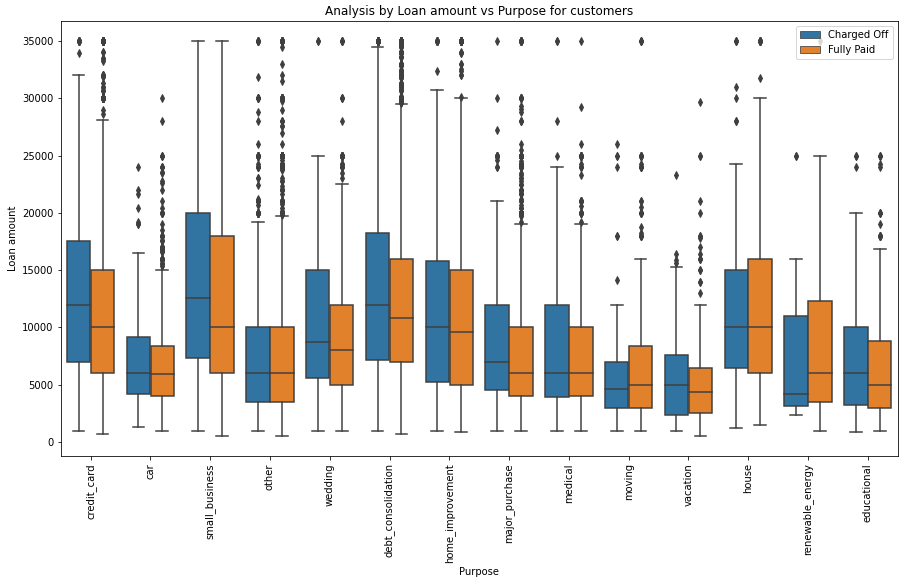 Analysis by Loan amount vs Purpose for customers
Charged Off
Fully Paid
35000
30000
25000
20000
15000
10000
5000
0
Loan amount
credit_card
car
small_business
other
wedding
debt_consolidation
home_improvement
major_purchase
medical
moving
vacation
house
renewable_energy
educational
Purpose